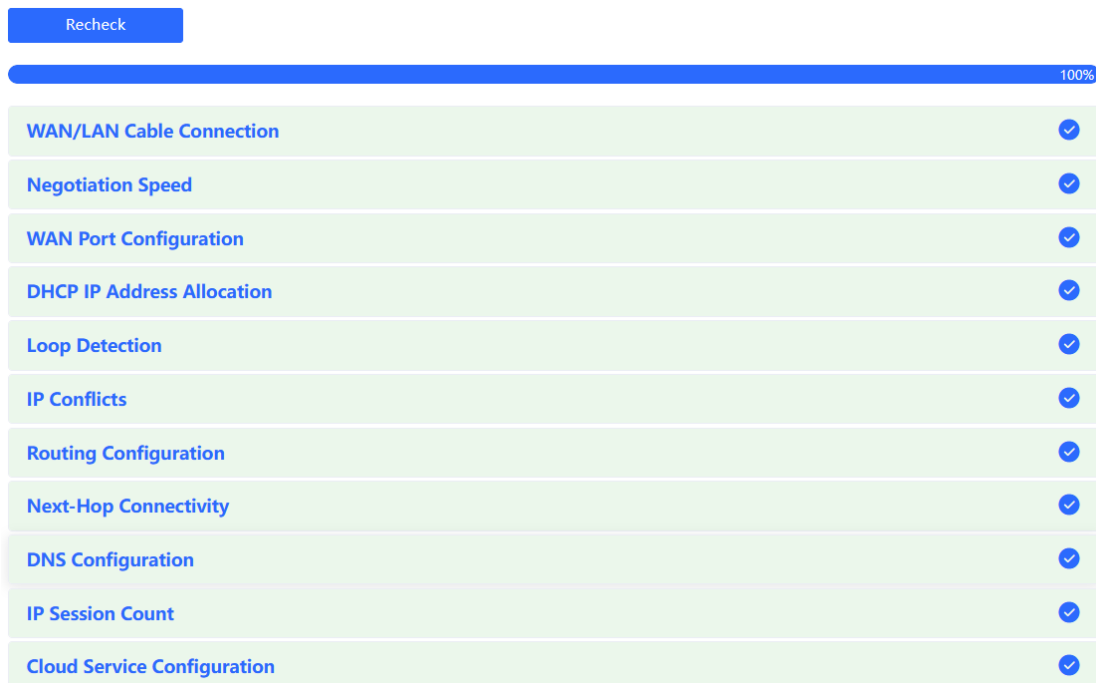 Recheck
100%
WAN/LAN Cable Connection
Negotiation Speed
WAN Port Configuration
DHCP IP Address Allocation
Loop Detection
IP Conflicts
Routing Configuration
Next-Hop Connectivity
DNS Configuration
IP Session Count
Cloud Service Configuration